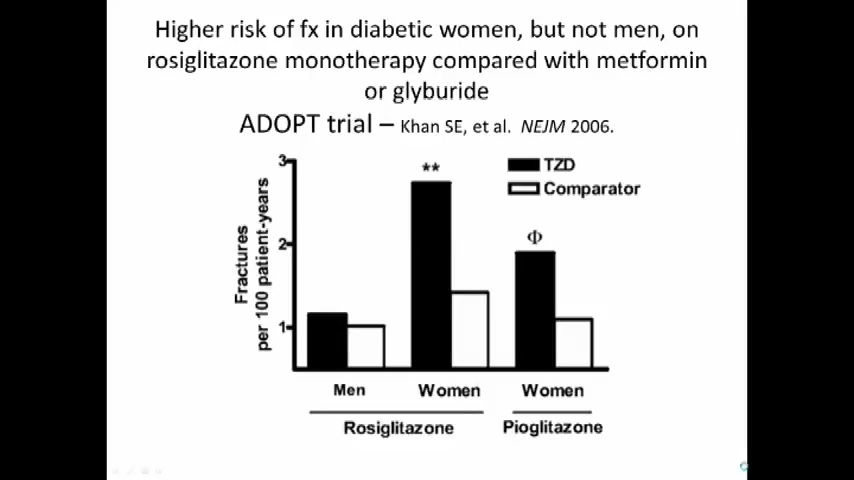 Higher risk of fx in diabetic women, but not men, on
rosiglitazone monotherapy compared with metformin
or glyburide
ADOPT trial – Khan SE, et al. NEJM 2006.
3
2
1
Fractures
per 100 patient-years
**
Φ
TZD
Comparator
Men
Women
Women
Rosiglitazone
Pioglitazone